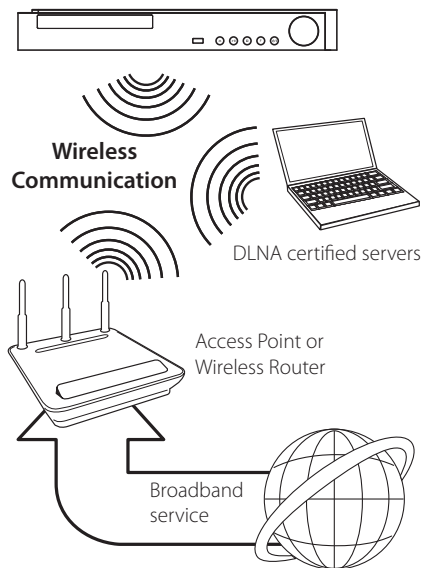 Wireless
Communication
DLNA certified servers
Access Point or
Wireless Router
Broadband
service